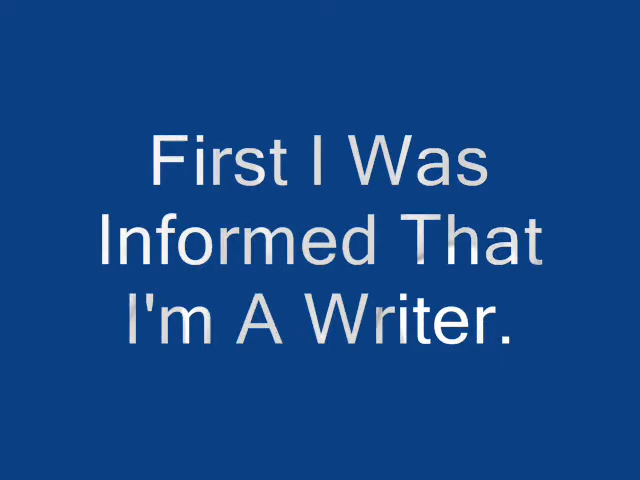 First I Was
Informed That
I'm A Writer.